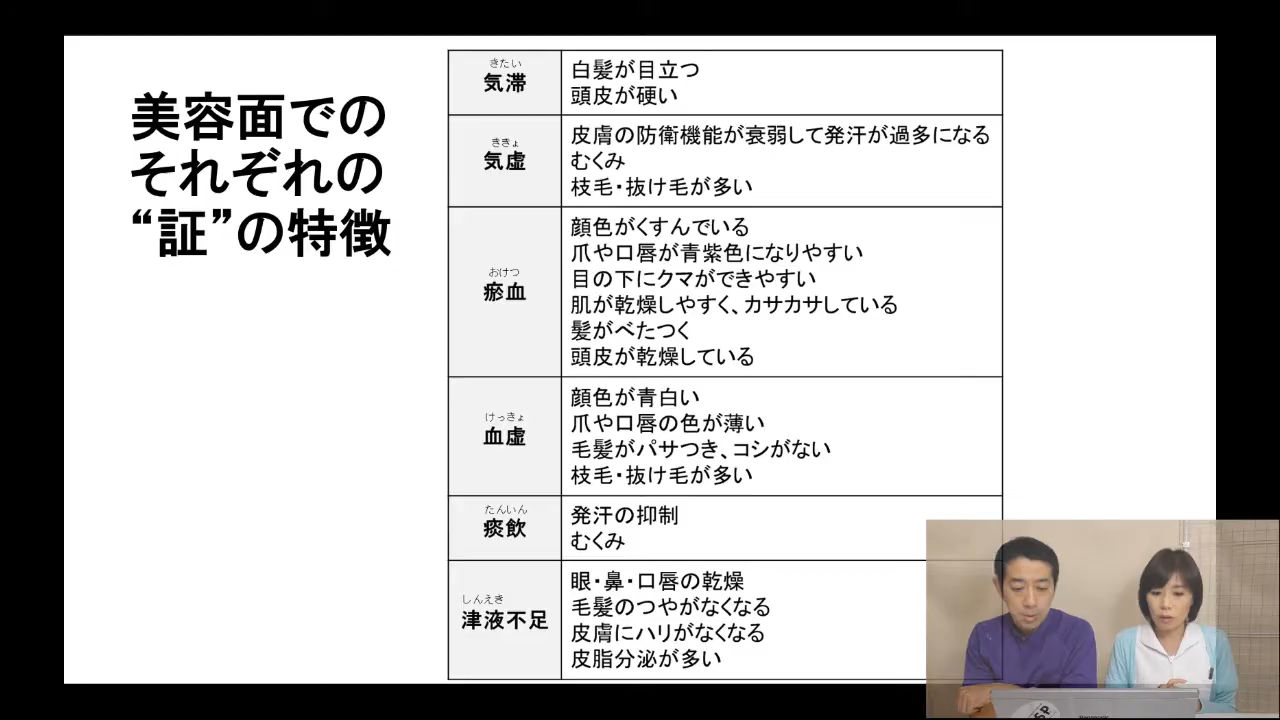 美容面での
それぞれの
“証”の特徴
きたい
気滞
白髪が目立つ
頭皮が硬い
ききょ
気虚
皮膚の防衛機能が衰弱して発汗が過多になる
むくみ
枝毛・抜け毛が多い
おけつ
瘀血
顔色がくすんでいる
爪や口唇が青紫色になりやすい
目の下にクマができやすい
肌が乾燥しやすく、カサカサしている
髪がべたつく
頭皮が乾燥している
けっきょ
血虚
顔色が青白い
爪や口唇の色が薄い
毛髪がパサつき、コシがない
枝毛・抜け毛が多い
たんいん
痰飲
発汗の抑制
むくみ
しんえき
津液不足
眼・鼻・口唇の乾燥
毛髪のつやがなくなる
皮膚にハリがなくなる
皮脂分泌が多い